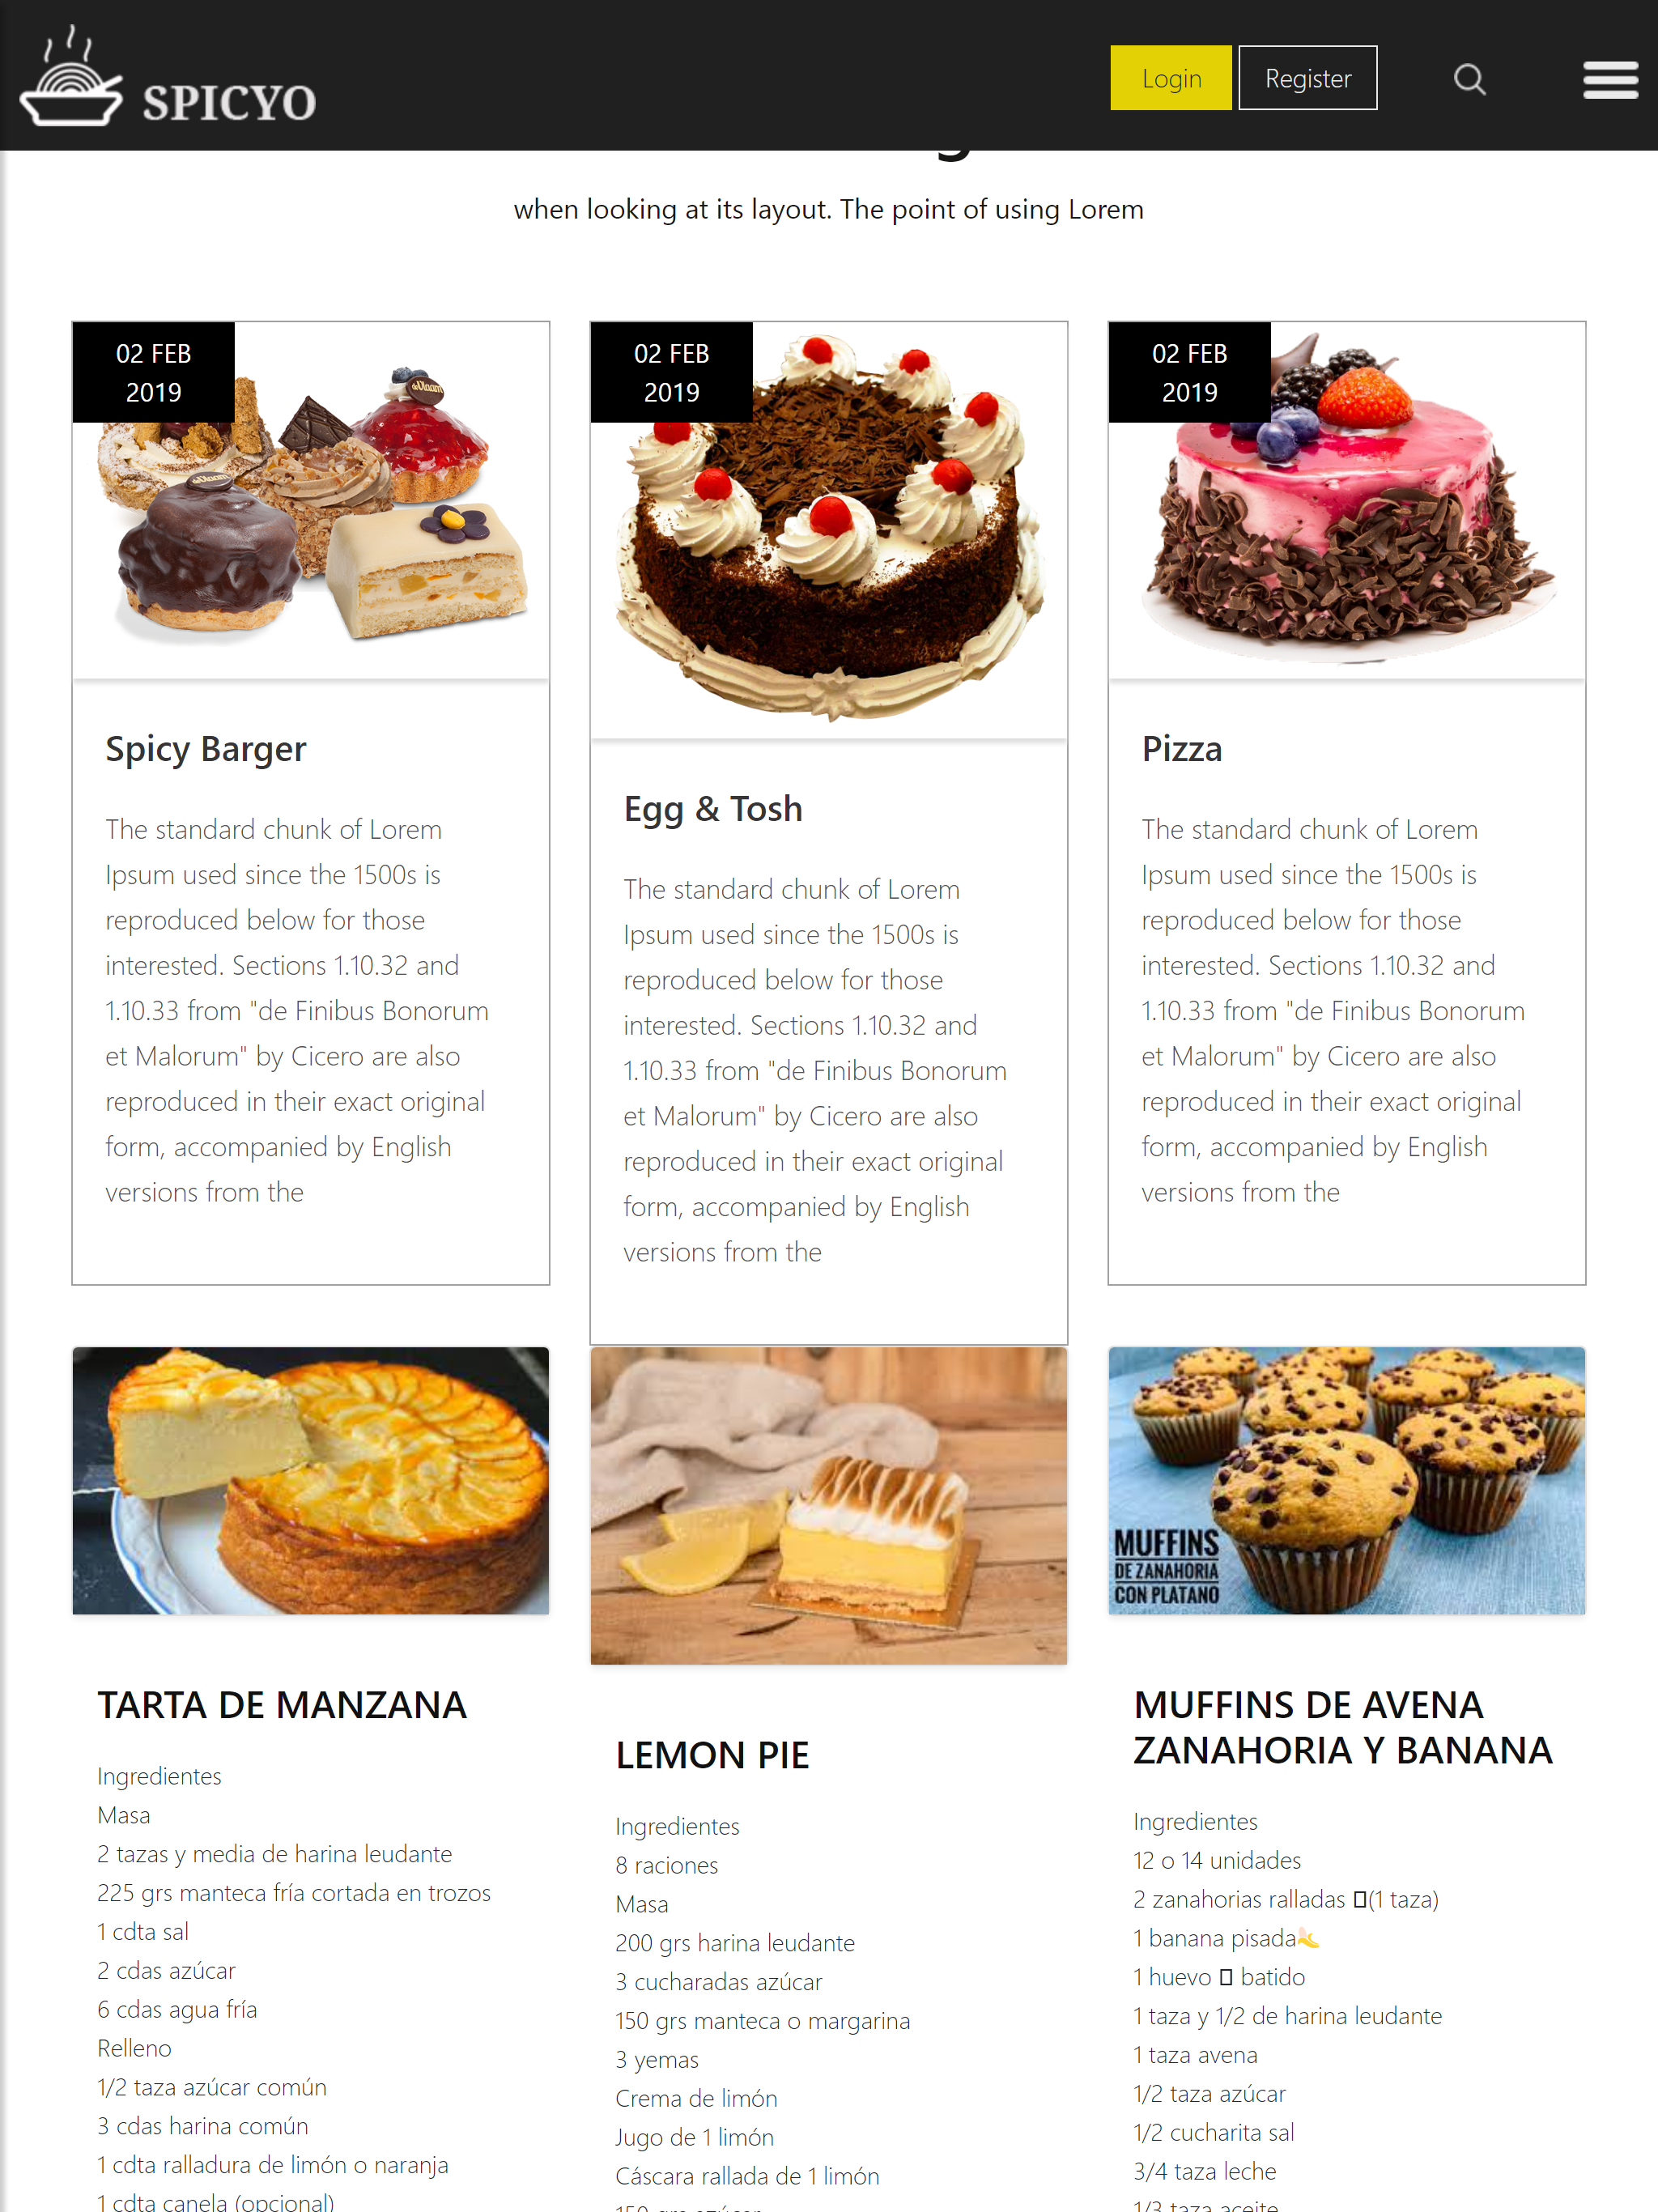 SPICYO
Login
Register
when looking at its layout. The point of using Lorem
02 FEB
2019
Spicy Barger
The standard chunk of Lorem
Ipsum used since the 1500s is
reproduced below for those
interested. Sections 1.10.32 and
1.10.33 from "de Finibus Bonorum
et Malorum" by Cicero are also
reproduced in their exact original
form, accompanied by English
versions from the
02 FEB
2019
Egg & Tosh
The standard chunk of Lorem
Ipsum used since the 1500s is
reproduced below for those
interested. Sections 1.10.32 and
1.10.33 from "de Finibus Bonorum
et Malorum" by Cicero are also
reproduced in their exact original
form, accompanied by English
versions from the
02 FEB
2019
Pizza
The standard chunk of Lorem
Ipsum used since the 1500s is
reproduced below for those
interested. Sections 1.10.32 and
1.10.33 from "de Finibus Bonorum
et Malorum" by Cicero are also
reproduced in their exact original
form, accompanied by English
versions from the
TARTA DE MANZANA
Ingredientes
Masa
2 tazas y media de harina leudante
225 grs manteca fría cortada en trozos
1 cdta sal
2 cdas azúcar
6 cdas agua fría
Relleno
1/2 taza azúcar común
3 cdas harina común
1 cdta ralladura de limón o naranja
1 cdta canela (opcional)
LEMON PIE
Ingredientes
8 raciones
Masa
200 grs harina leudante
3 cucharadas azúcar
150 grs manteca o margarina
3 yemas
Crema de limón
Jugo de 1 limón
Cáscara rallada de 1 limón
150 grs azúcar
MUFFINS
DE ZANAHORIA
CON PLATANO
MUFFINS DE AVENA
ZANAHORIA Y BANANA
Ingredientes
12 o 14 unidades
2 zanahorias ralladas (1 taza)
1 banana pisada🍌
1 huevo batido
1 taza y 1/2 de harina leudante
1 taza avena
1/2 taza azúcar
1/2 cucharita sal
3/4 taza leche
1/3 taza aceite